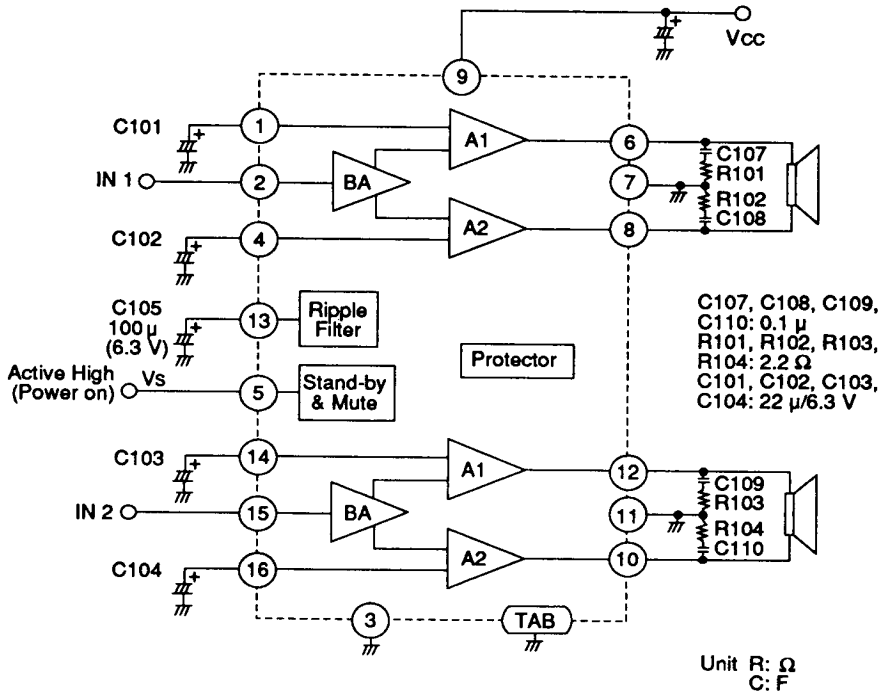 Vcc
9
C101
1
A1
6
C107
R101
IN 1
2
BA
7
R102
C108
C102
4
A2
8
C105
100 µ
(6.3 V)
13
Ripple
Filter
C107, C108, C109,
C110: 0.1 µ
R101, R102, R103,
R104: 2.2 Ω
C101, C102, C103,
C104: 22 µ/6.3 V
Protector
Active High
(Power on)
Vs
5
Stand-by
& Mute
C103
14
A1
12
C109
R103
IN 2
15
BA
11
R104
C110
C104
16
A2
10
3
TAB
Unit R: Ω
C: F